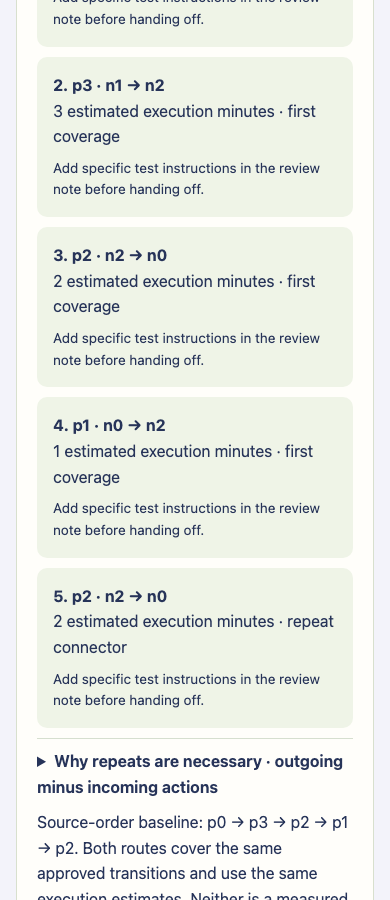 note before handing off.
2. p3 · n1 → n2
3 estimated execution minutes · first
coverage
Add specific test instructions in the review
note before handing off.
3. p2 · n2 → n0
2 estimated execution minutes · first
coverage
Add specific test instructions in the review
note before handing off.
4. p1 · n0 → n2
1 estimated execution minutes · first
coverage
Add specific test instructions in the review
note before handing off.
5. p2 · n2 → n0
2 estimated execution minutes · repeat
connector
Add specific test instructions in the review
note before handing off.
▶ Why repeats are necessary · outgoing
minus incoming actions
Source-order baseline: p0 → p3 → p2 → p1
→ p2. Both routes cover the same
approved transitions and use the same
execution estimates. Neither is a measured